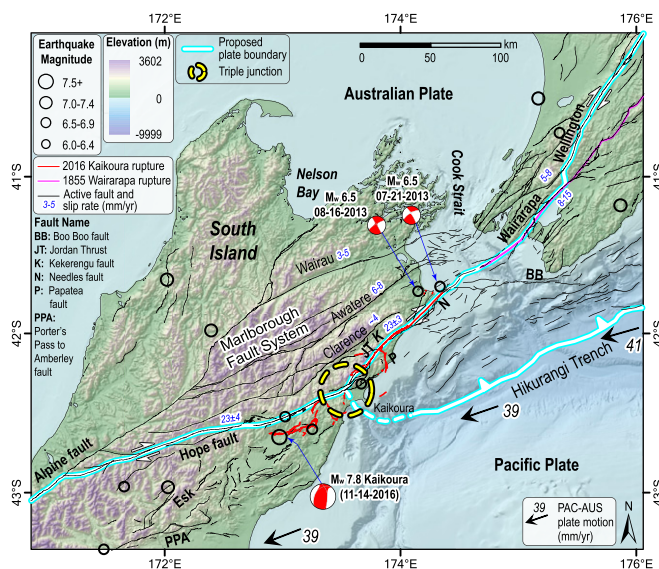 172°E
174°E
176°E
Earthquake
Magnitude
7.5+
7.0-7.4
6.5-6.9
6.0-6.4
Elevation (m)
3602
0
-9999
Proposed
plate boundary
Triple junction
km
0
50
100
2016 Kaikoura rupture
1855 Wairarapa rupture
Active fault and
3-5 slip rate (mm/yr)
Fault Name
BB: Boo Boo fault
JT: Jordan Thrust
K: Kekerengu fault
N: Needles fault
P: Papatea
fault
PPA:
Porter's
Pass to
Amberley
fault
Australian Plate
Nelson
Bay
Cook Strait
South
Island
Mw 6.5
08-16-2013
Mw 6.5
07-21-2013
Wellington
5-8
Wairarapa
8-15
41°S
41°S
Wairau 3-5
Awatere 6-8
Clarence ~4
Marlborough
Fault System
23±3
JT
K
N
P
BB
42°S
42°S
Hikurangi Trench
41
39
Kaikoura
23±4
Hope fault
Alpine fault
Esk
PPA
Mw 7.8 Kaikoura
(11-14-2016)
Pacific Plate
43°S
43°S
39
39 PAC-AUS
plate motion
(mm/yr)
N
172°E
174°E
176°E